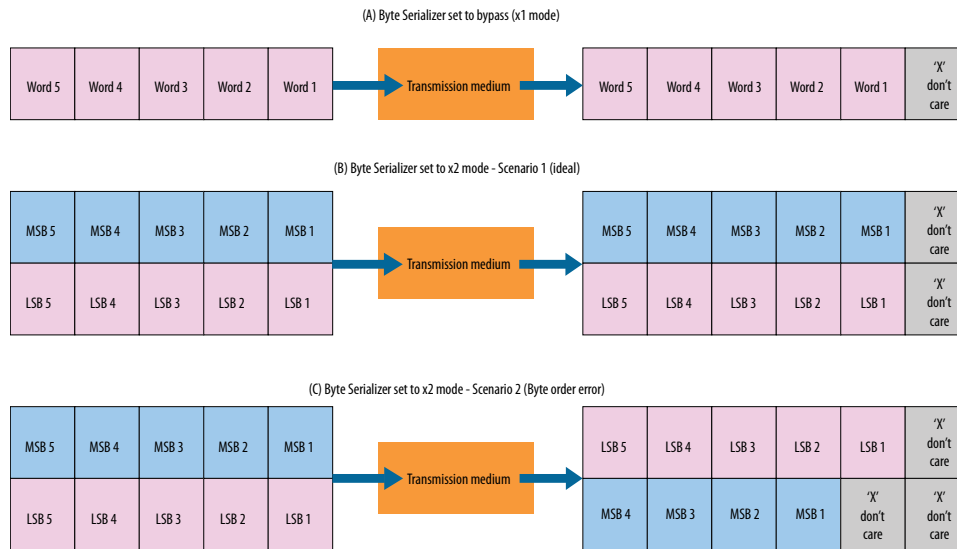 (A) Byte Serializer set to bypass (x1 mode)
Word 5 Word 4 Word 3 Word 2 Word 1
Transmission medium
Word 5 Word 4 Word 3 Word 2 Word 1
‘X’
don’t
care
(B) Byte Serializer set to x2 mode - Scenario 1 (ideal)
MSB 5 MSB 4 MSB 3 MSB 2 MSB 1
LSB 5 LSB 4 LSB 3 LSB 2 LSB 1
Transmission medium
MSB 5 MSB 4 MSB 3 MSB 2 MSB 1
‘X’
don’t
care
LSB 5 LSB 4 LSB 3 LSB 2 LSB 1
‘X’
don’t
care
(C) Byte Serializer set to x2 mode - Scenario 2 (Byte order error)
MSB 5 MSB 4 MSB 3 MSB 2 MSB 1
LSB 5 LSB 4 LSB 3 LSB 2 LSB 1
Transmission medium
LSB 5 LSB 4 LSB 3 LSB 2 LSB 1
‘X’
don’t
care
MSB 4 MSB 3 MSB 2 MSB 1
‘X’
don’t
care
‘X’
don’t
care